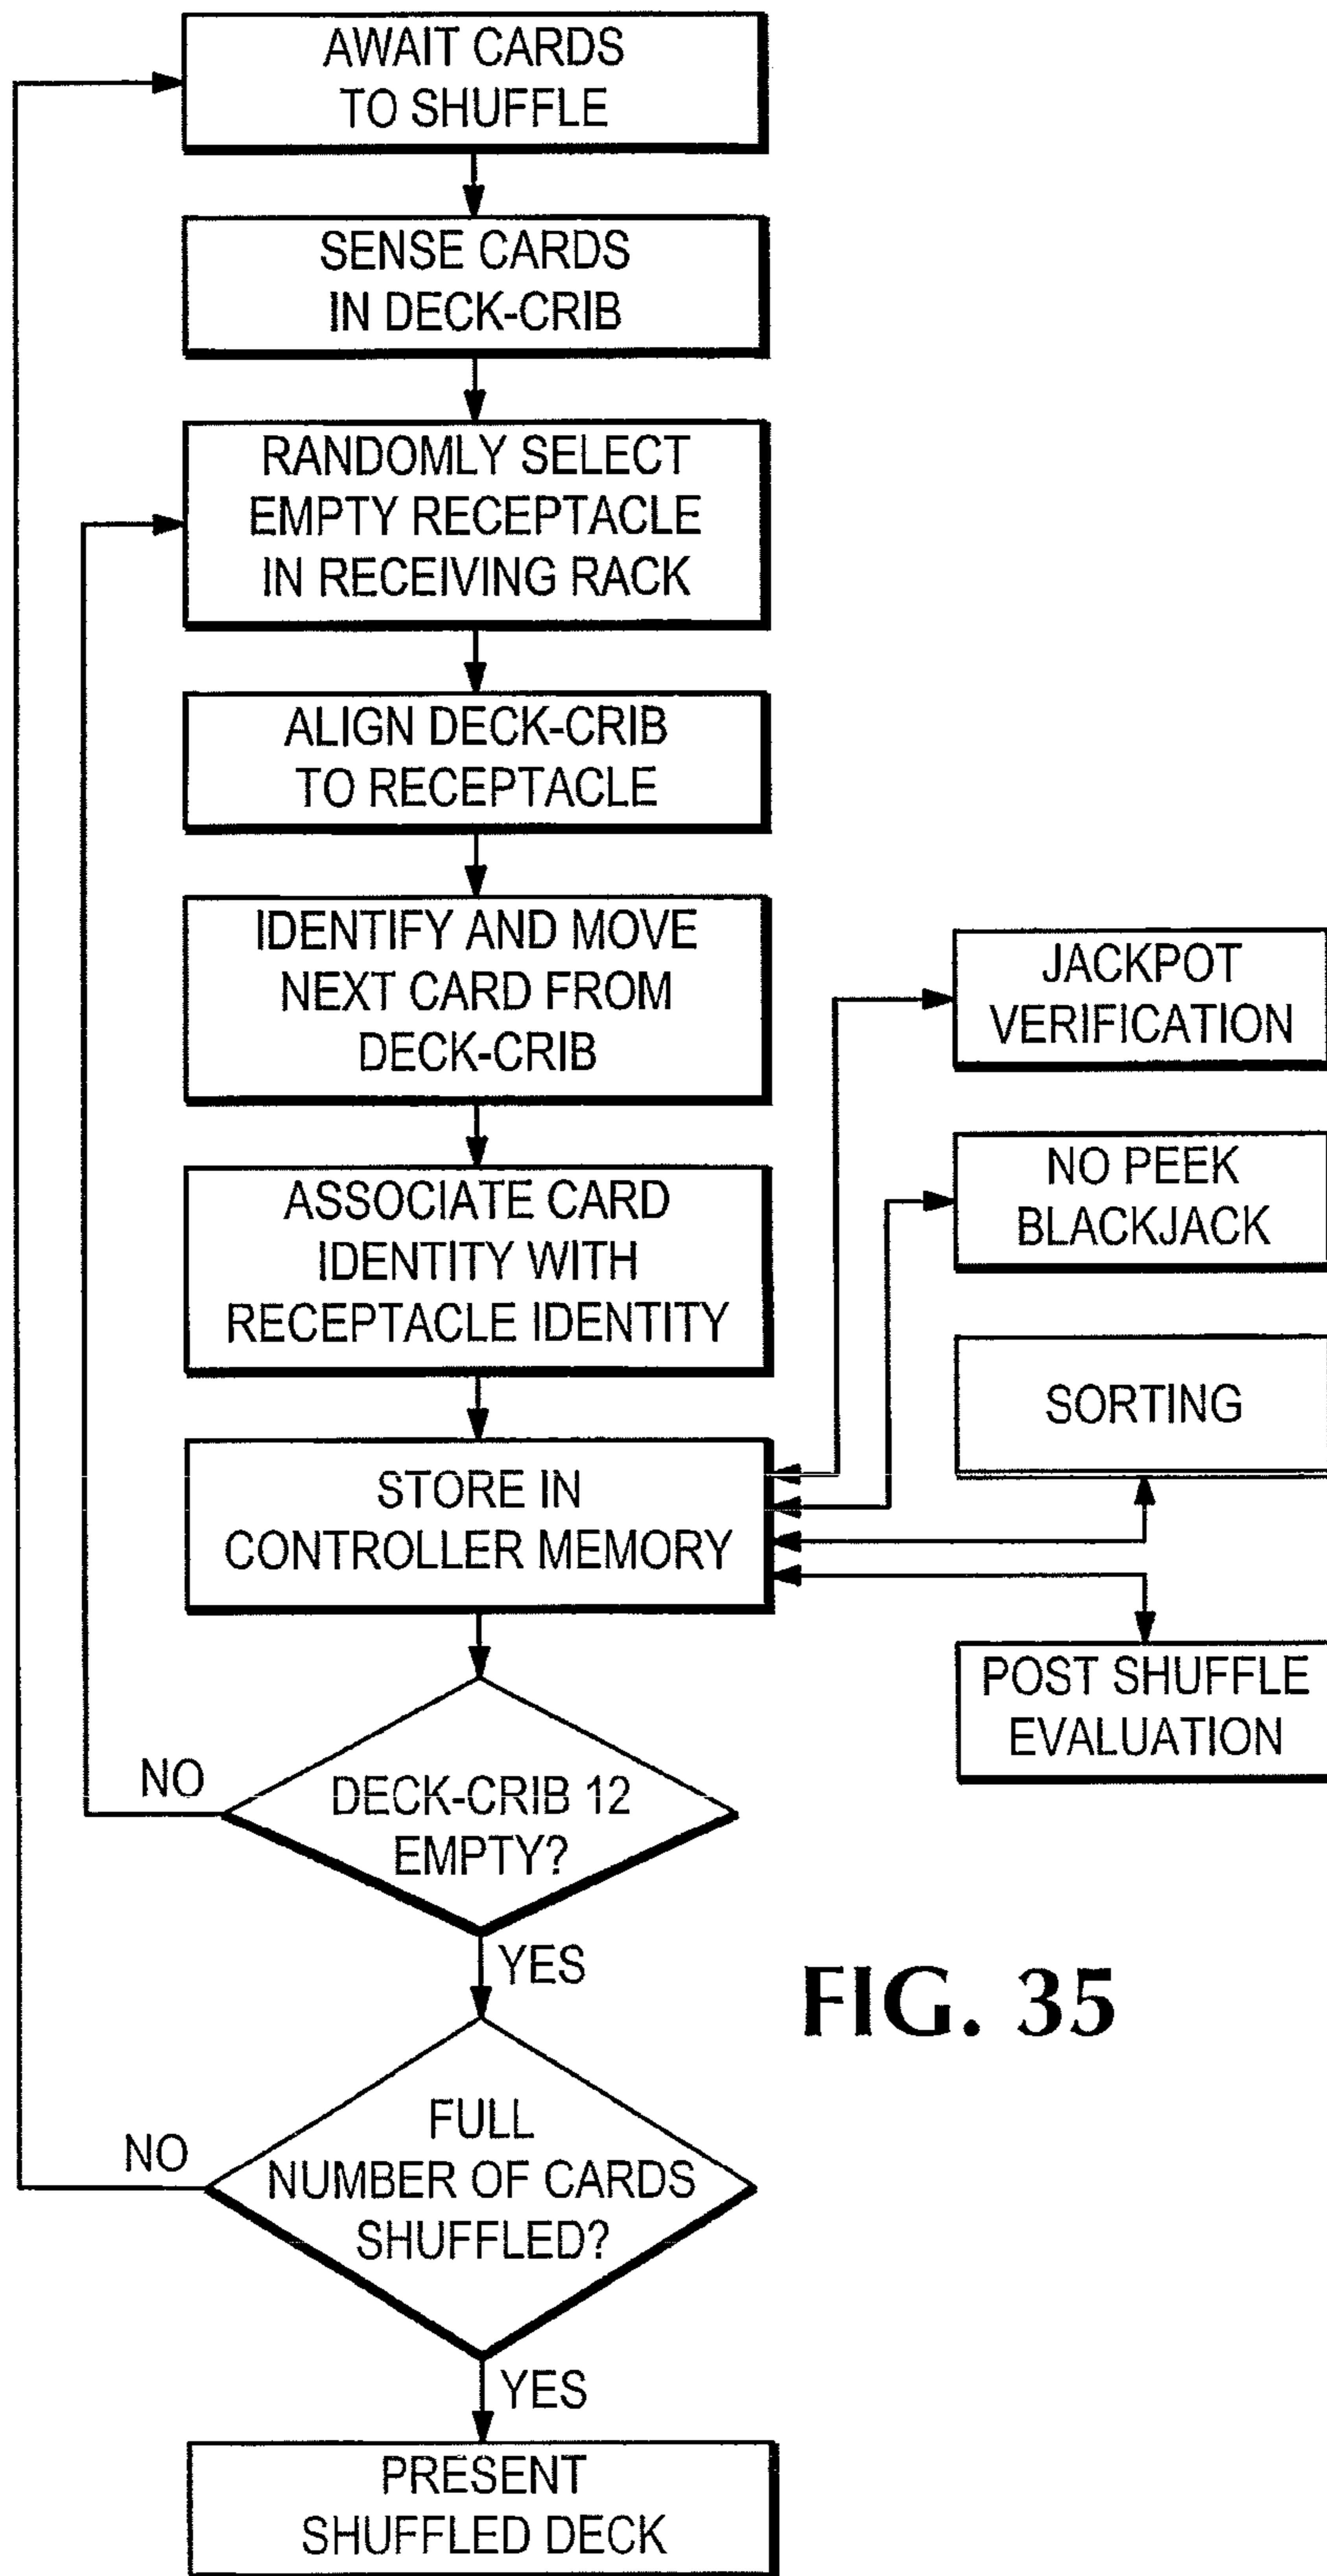 AWAIT CARDS
TO SHUFFLE
SENSE CARDS
IN DECK-CRIB
RANDOMLY SELECT
EMPTY RECEPTACLE
IN RECEIVING RACK
ALIGN DECK-CRIB
TO RECEPTACLE
IDENTIFY AND MOVE
NEXT CARD FROM
DECK-CRIB
ASSOCIATE CARD
IDENTITY WITH
RECEPTACLE IDENTITY
STORE IN
CONTROLLER MEMORY
JACKPOT
VERIFICATION
NO PEEK
BLACKJACK
SORTING
POST SHUFFLE
EVALUATION
NO
DECK-CRIB 12
EMPTY?
YES
FIG. 35
NO
FULL
NUMBER OF CARDS
SHUFFLED?
YES
PRESENT
SHUFFLED DECK